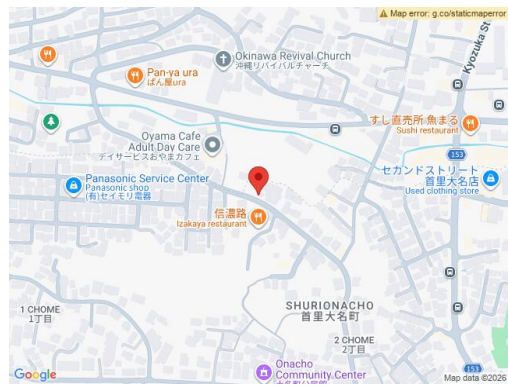 Map error: g.co/staticmaperror
Kyozuka St
Okinawa Revival Church
沖縄リバイバルチャーチ
Pan-ya ura
ぱん屋ura
すし直売所 魚まる
Sushi restaurant
Oyama Cafe
Adult Day Care
デイサービスおやまカフェ
153
セカンドストリート
首里大名店
Used clothing store
Panasonic Service Center
Panasonic shop
(有)セイモリ電器
信濃路
Izakaya restaurant
SHURIONACHO
首里大名町
1 CHOME
1丁目
2 CHOME
2丁目
Onacho
Community Center
153
Google
Map data ©2026